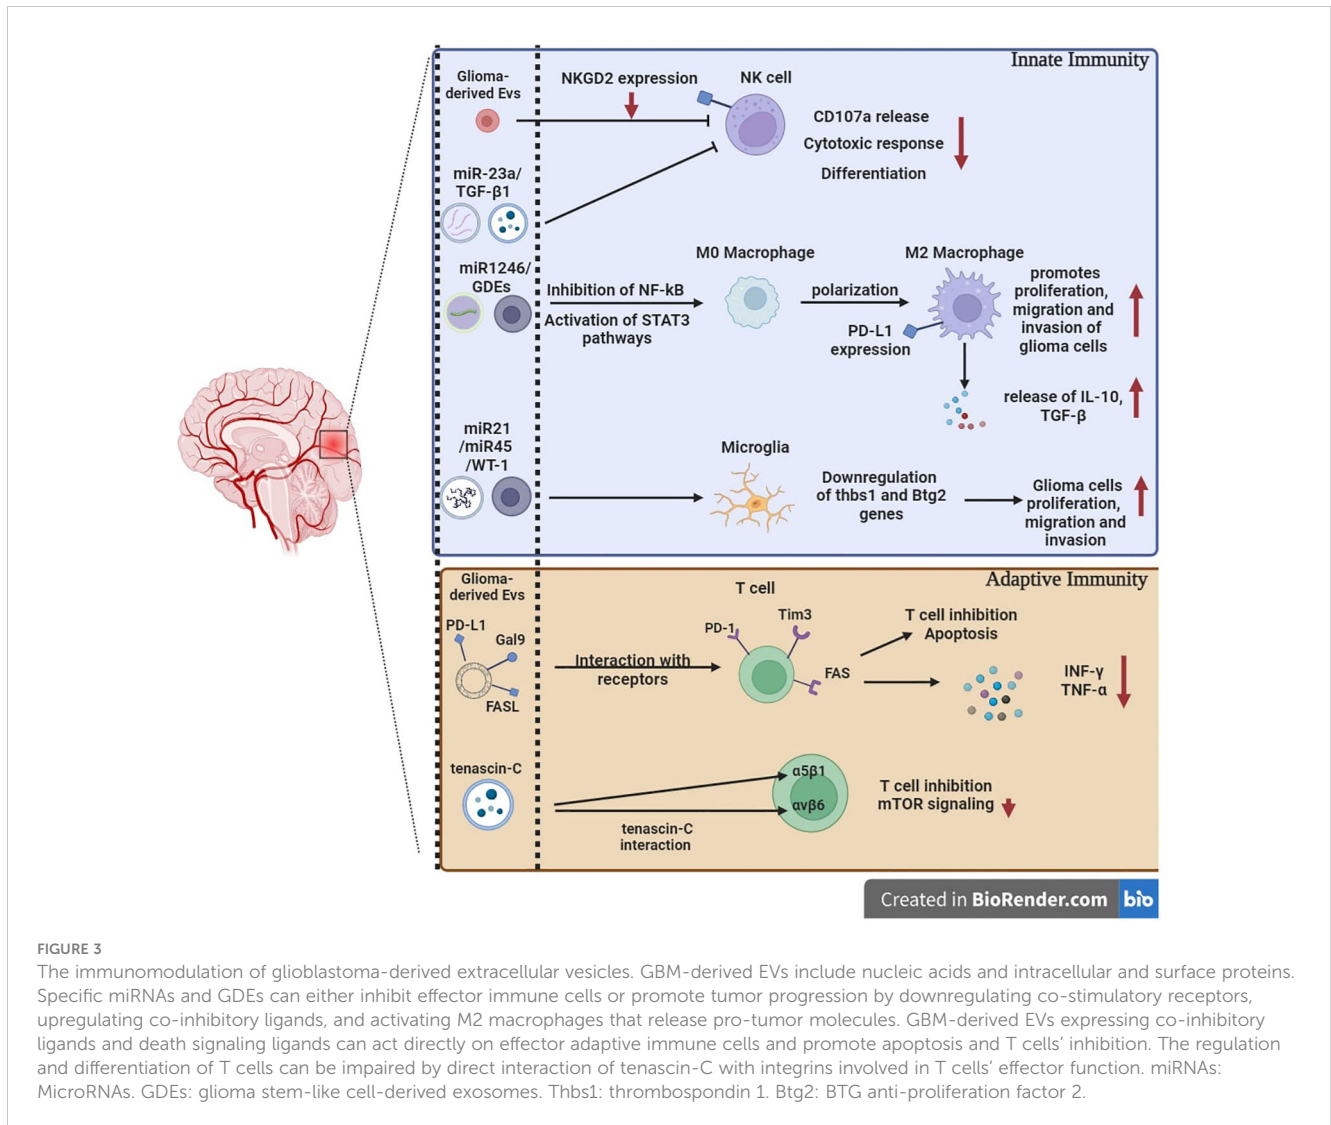 Innate Immunity
Glioma-
derived Evs
NKGD2 expression
NK cell
CD107a release
Cytotoxic response
Differentiation
miR-23a/
TGF-β1
miR1246/
GDEs
Inhibition of NF-kB
Activation of STAT3
pathways
M0 Macrophage
polarization
M2 Macrophage
PD-L1
expression
promotes
proliferation,
migration and
invasion of
glioma cells
release of IL-10,
TGF-β
miR21
/miR45
/WT-1
Microglia
Downregulation
of thbs1 and Btg2
genes
Glioma cells
proliferation,
migration and
invasion
Adaptive Immunity
Glioma-
derived Evs
PD-L1
Gal9
FASL
Interaction with
receptors
T cell
PD-1
Tim3
FAS
T cell inhibition
Apoptosis
INF-γ
TNF-α
tenascin-C
tenascin-C
interaction
α5β1
αvβ6
T cell inhibition
mTOR signaling
Created in BioRender.com bio
FIGURE 3
The immunomodulation of glioblastoma-derived extracellular vesicles. GBM-derived EVs include nucleic acids and intracellular and surface proteins.
Specific miRNAs and GDEs can either inhibit effector immune cells or promote tumor progression by downregulating co-stimulatory receptors,
upregulating co-inhibitory ligands, and activating M2 macrophages that release pro-tumor molecules. GBM-derived EVs expressing co-inhibitory
ligands and death signaling ligands can act directly on effector adaptive immune cells and promote apoptosis and T cells’ inhibition. The regulation
and differentiation of T cells can be impaired by direct interaction of tenascin-C with integrins involved in T cells’ effector function. miRNAs:
MicroRNAs. GDEs: glioma stem-like cell-derived exosomes. Thbs1: thrombospondin 1. Btg2: BTG anti-proliferation factor 2.